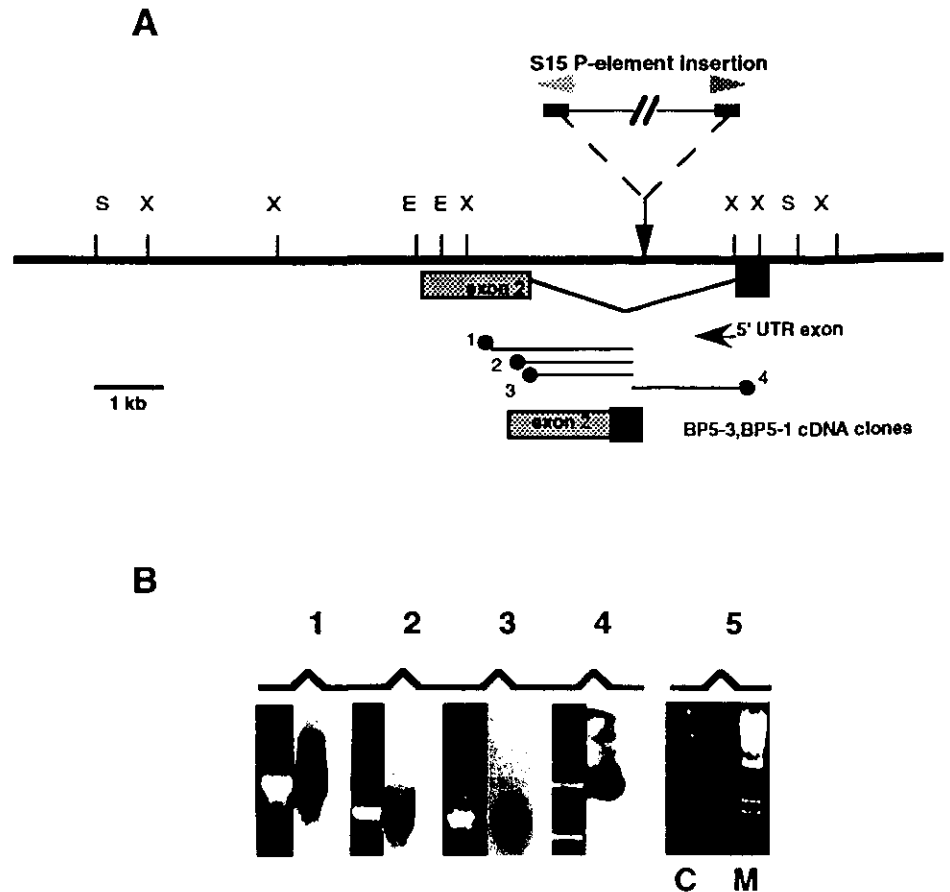 A
S15 P-element insertion
S X X E E X X X S X
exon 2
5' UTR exon
1
2
3
4
1 kb
exon 2
BP5-3,BP5-1 cDNA clones
B
1 2 3 4 5
C M